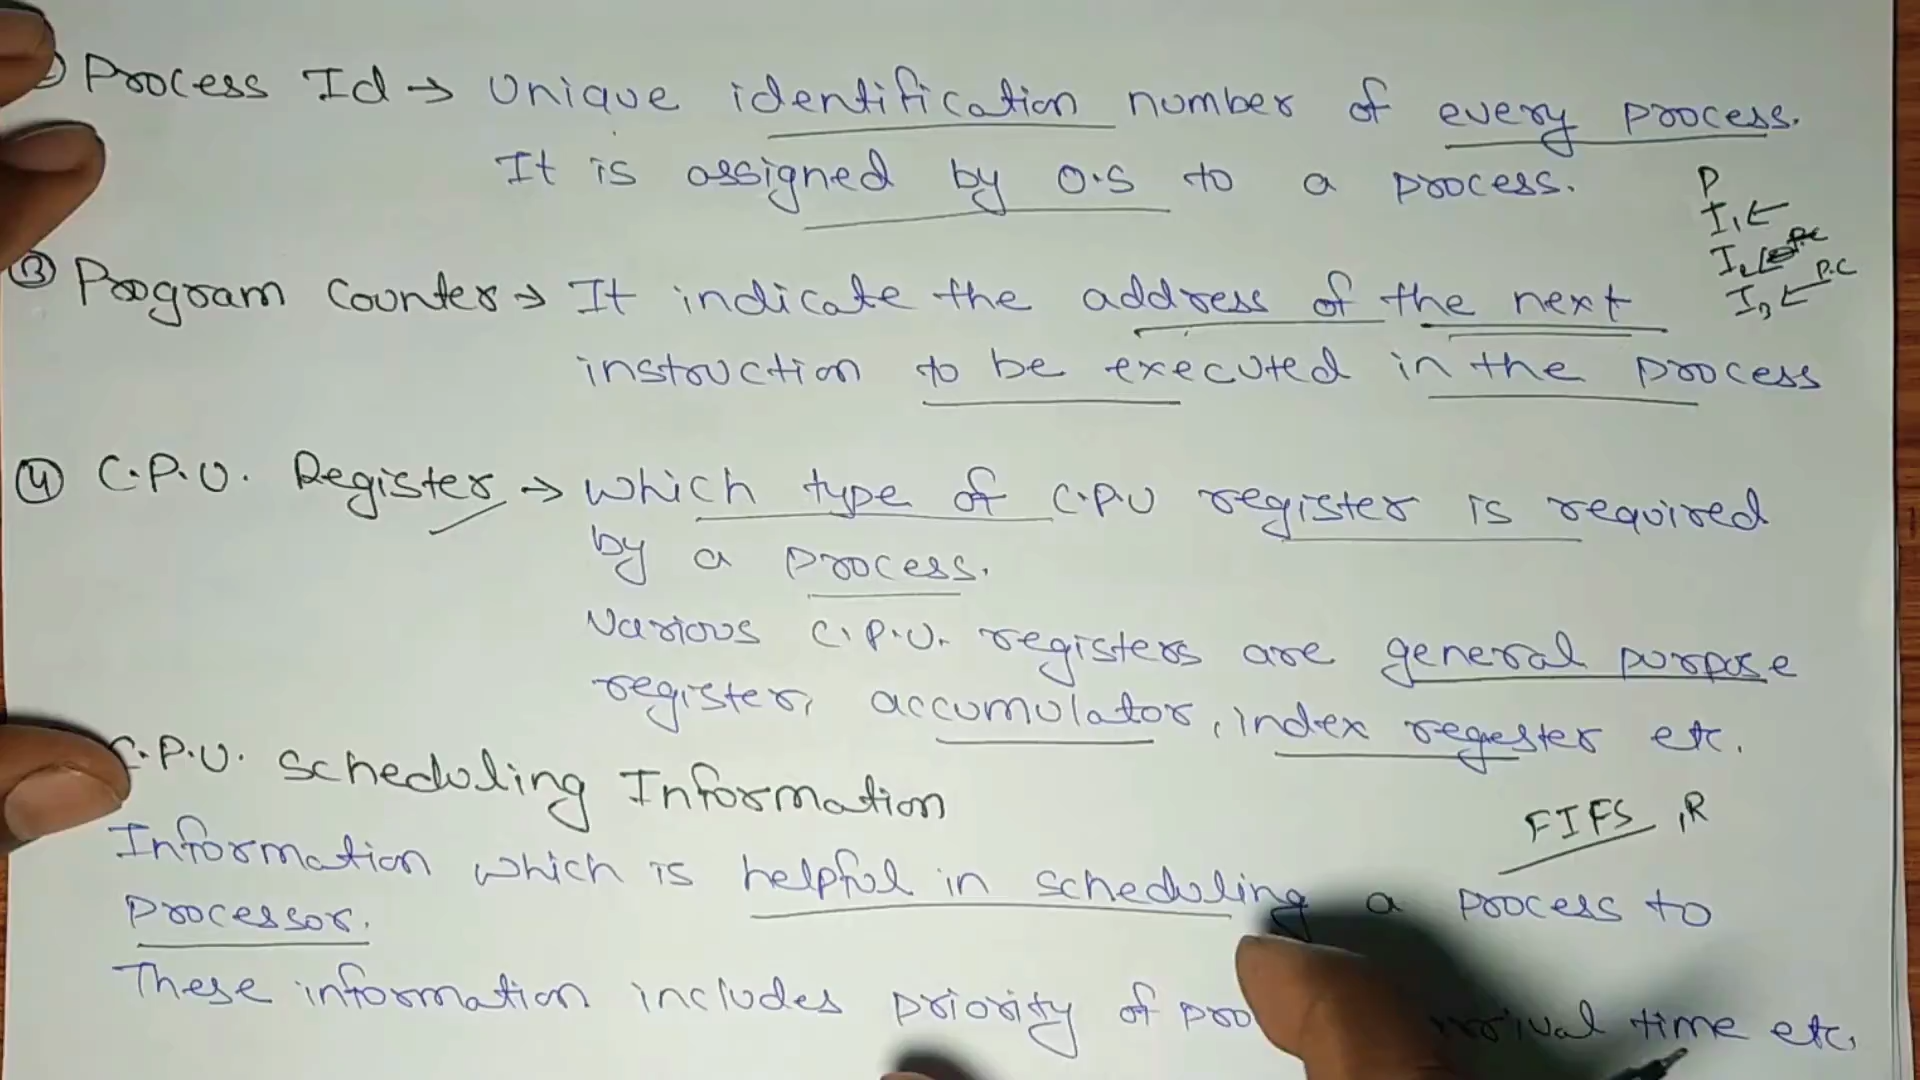 Process Id → Unique identification number of every process.
It is assigned by O.S to a process.
P
I1 ←
I2 ← P.C
I3 ← P.C
③ Program Counter → It indicate the address of the next
instruction to be executed in the process
④ C.P.U. Register → which type of C.P.U register is required
by a process.
Various C.P.U. registers are general purpose
register, accumulator, index regester etc.
C.P.U. Scheduling Information
FIFS, R
Information which is helpful in scheduling a process to
processor.
These information includes priority of time etc.